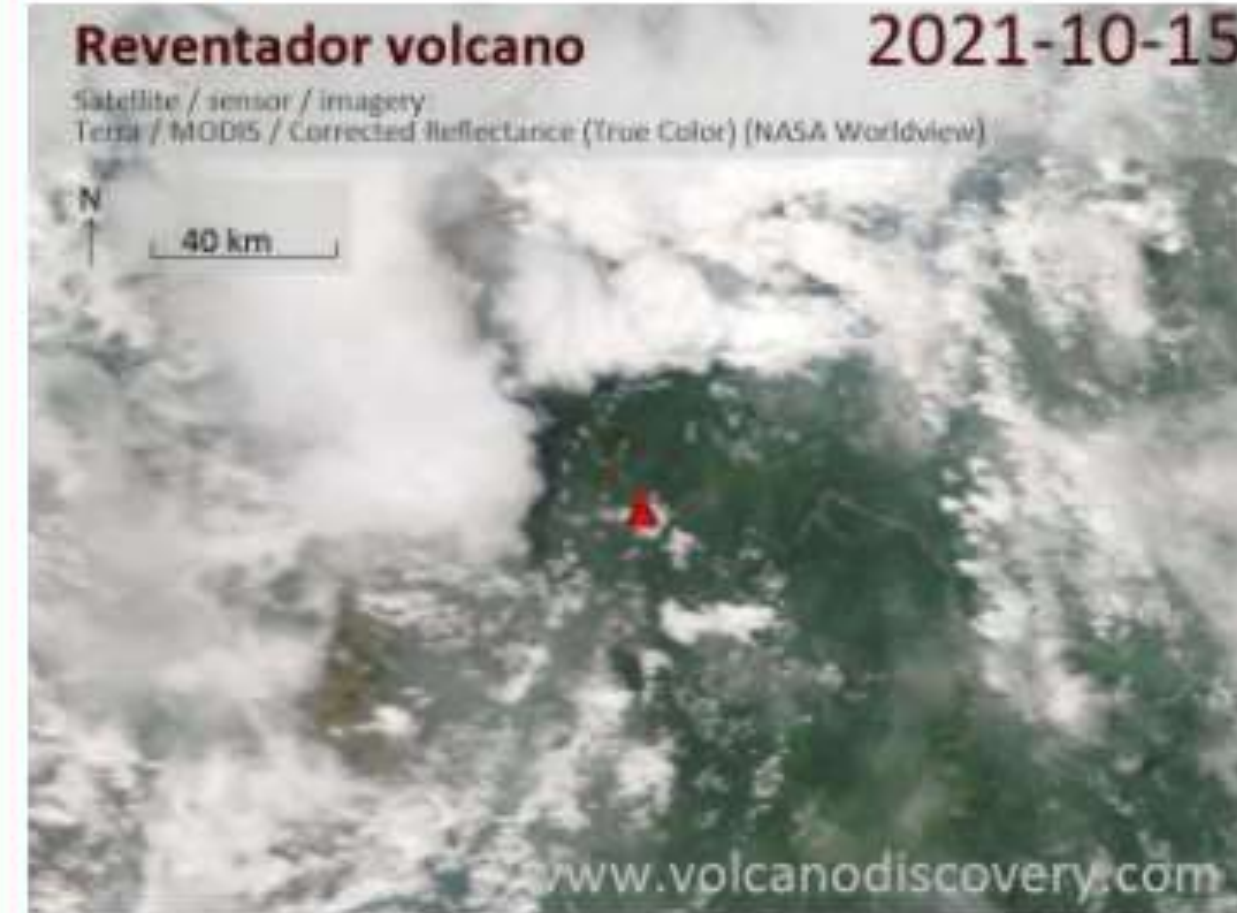 Reventador volcano
2021-10-15
Satellite / sensor / imagery
Terra / MODIS / Corrected Reflectance (True Color) (NASA Worldview)
N
40 km
www.volcanodiscovery.com